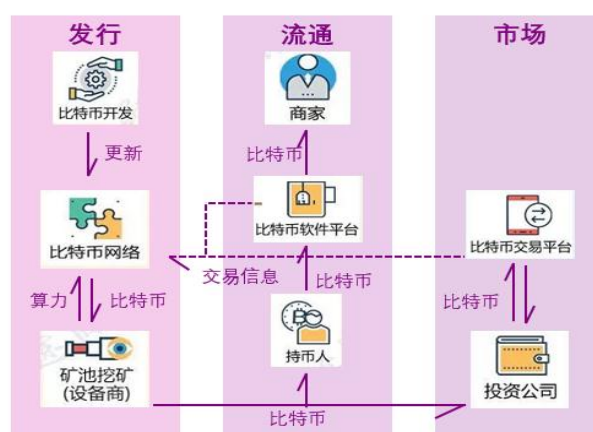 发行
流通
市场
比特币开发
商家
更新
比特币
比特币网络
比特币软件平台
比特币交易平台
交易信息
比特币
算力
比特币
比特币
矿池挖矿
(设备商)
持币人
投资公司
比特币